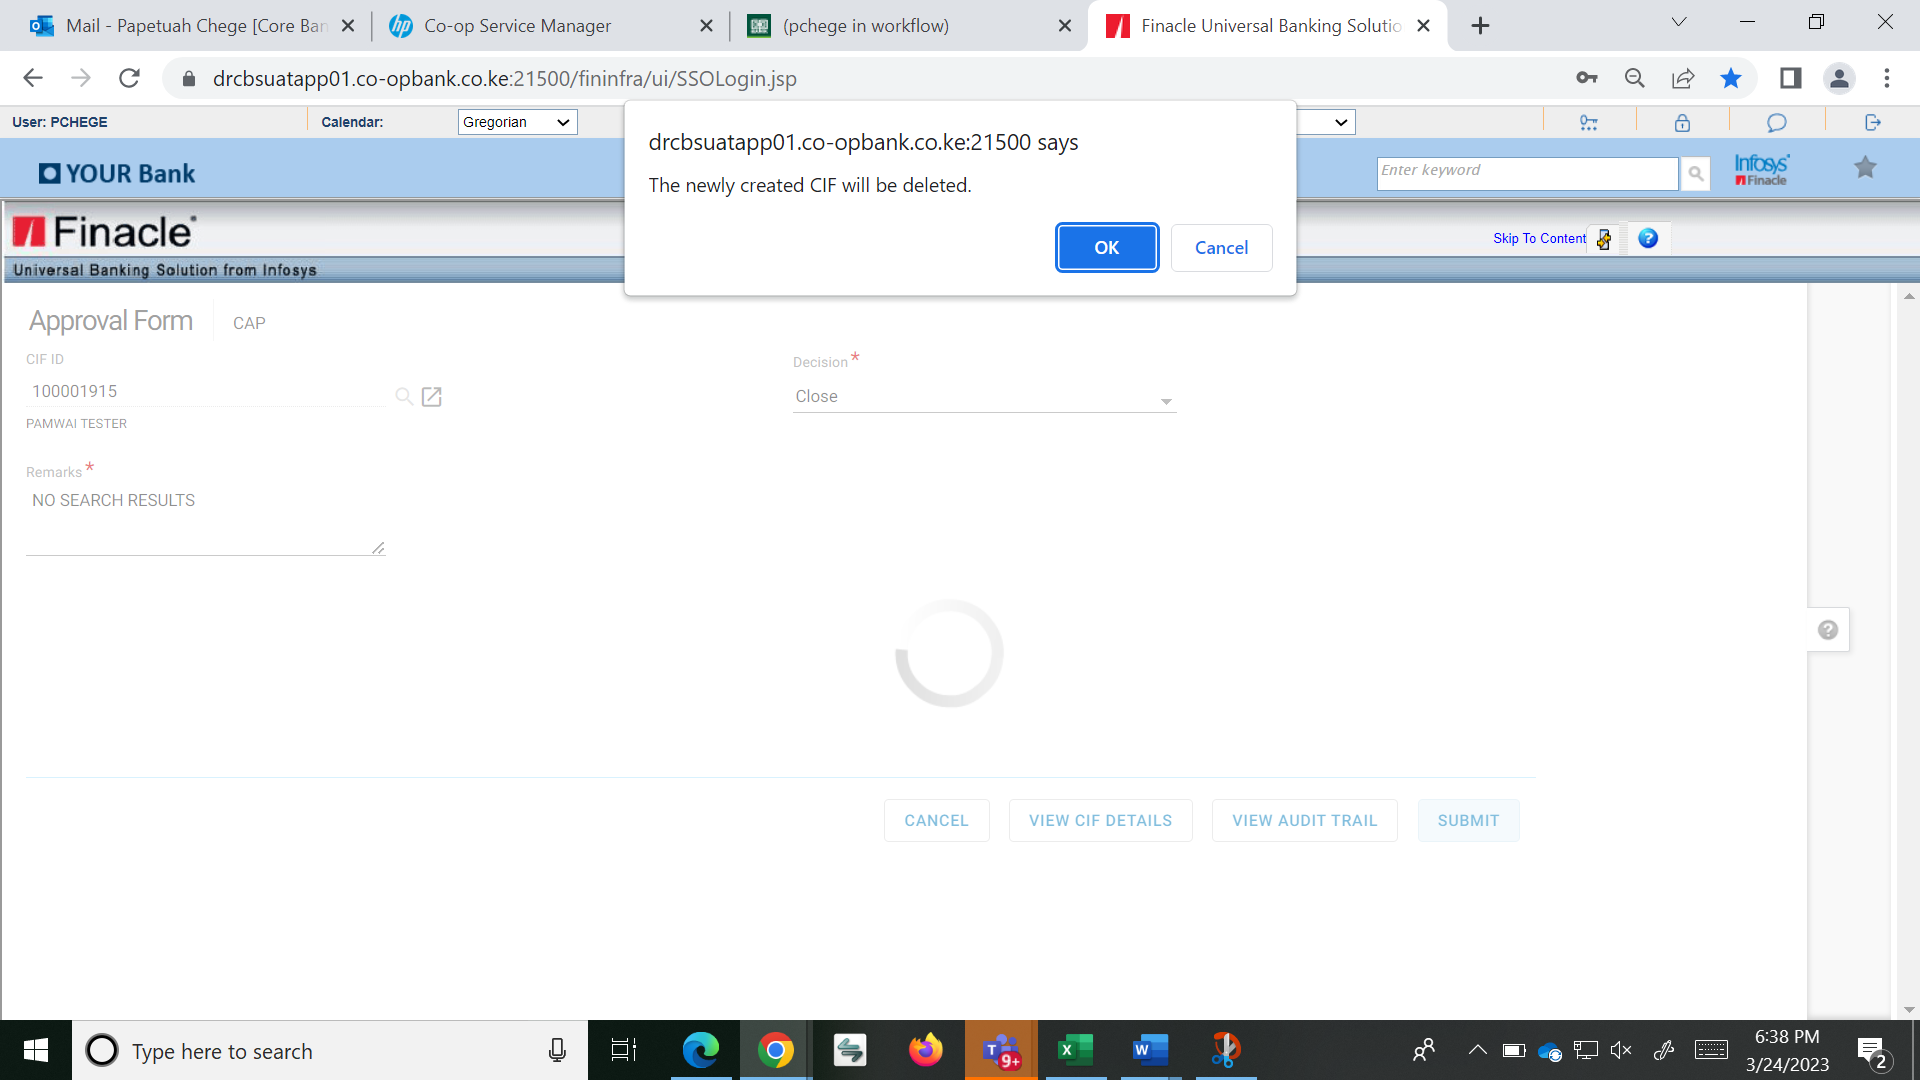 Mail - Papetuah Chege [Core Ban
Co-op Service Manager
(pchege in workflow)
Finacle Universal Banking Solutio
drcbsuatapp01.co-opbank.co.ke:21500/fininfra/ui/SSOLogin.jsp
User: PCHEGE
Calendar:
Gregorian
drcbsuatapp01.co-opbank.co.ke:21500 says
The newly created CIF will be deleted.
OK
Cancel
YOUR Bank
Enter keyword
Infosys
Finacle
Finacle
Skip To Content
Universal Banking Solution from Infosys
Approval Form
CAP
CIF ID
100001915
PAMWAI TESTER
Decision*
Close
Remarks*
NO SEARCH RESULTS
CANCEL
VIEW CIF DETAILS
VIEW AUDIT TRAIL
SUBMIT
Type here to search
9+
6:38 PM
3/24/2023
2